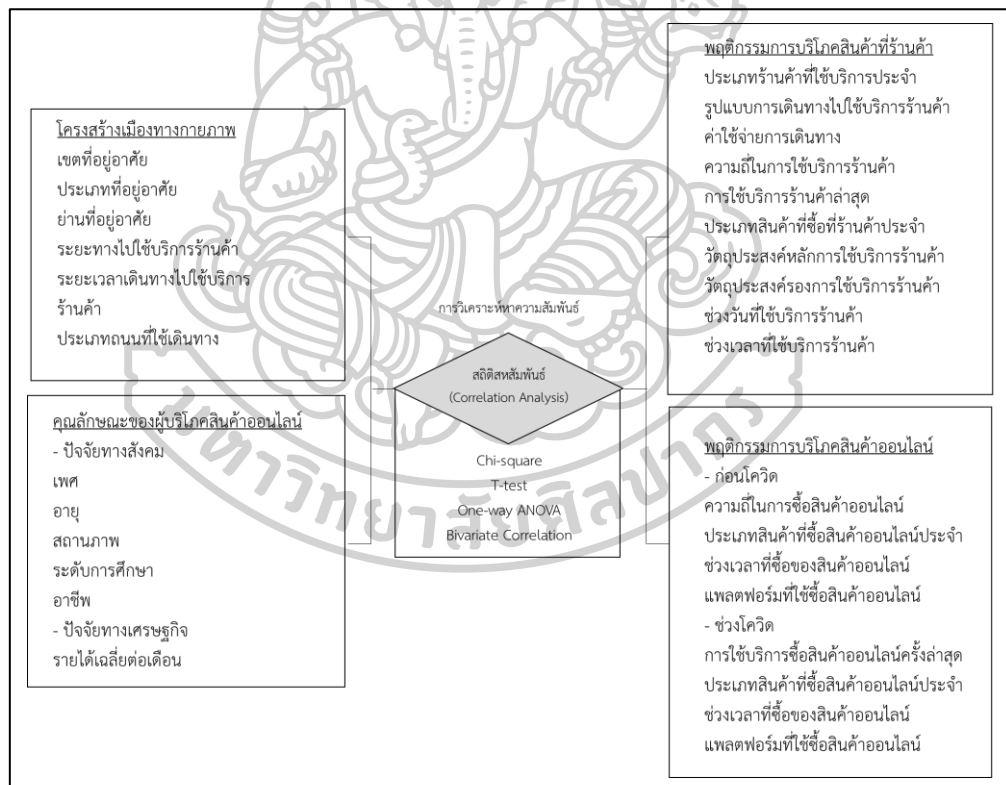 โครงสร้างเมืองทางกายภาพ
เขตที่อยู่อาศัย
ประเภทที่อยู่อาศัย
ย่านที่อยู่อาศัย
ระยะทางไปใช้บริการร้านค้า
ระยะเวลาเดินทางไปใช้บริการ
ร้านค้า
ประเภทถนนที่ใช้เดินทาง
คุณลักษณะของผู้บริโภคสินค้าออนไลน์
- ปัจจัยทางสังคม
เพศ
อายุ
สถานภาพ
ระดับการศึกษา
อาชีพ
- ปัจจัยทางเศรษฐกิจ
รายได้เฉลี่ยต่อเดือน
การวิเคราะห์หาความสัมพันธ์
สถิติสหสัมพันธ์
(Correlation Analysis)
Chi-square
T-test
One-way ANOVA
Bivariate Correlation
พฤติกรรมการบริโภคสินค้าที่ร้านค้า
ประเภทร้านค้าที่ใช้บริการประจำ
รูปแบบการเดินทางไปใช้บริการร้านค้า
ค่าใช้จ่ายการเดินทาง
ความถี่ในการใช้บริการร้านค้า
การใช้บริการร้านค้าล่าสุด
ประเภทสินค้าที่ซื้อที่ร้านค้าประจำ
วัตถุประสงค์หลักการใช้บริการร้านค้า
วัตถุประสงค์รองการใช้บริการร้านค้า
ช่วงวันที่ใช้บริการร้านค้า
ช่วงเวลาที่ใช้บริการร้านค้า
พฤติกรรมการบริโภคสินค้าออนไลน์
- ก่อนโควิด
ความถี่ในการซื้อสินค้าออนไลน์
ประเภทสินค้าที่ซื้อสินค้าออนไลน์ประจำ
ช่วงเวลาที่ซื้อของสินค้าออนไลน์
แพลตฟอร์มที่ใช้ซื้อสินค้าออนไลน์
- ช่วงโควิด
การใช้บริการซื้อสินค้าออนไลน์ครั้งล่าสุด
ประเภทสินค้าที่ซื้อสินค้าออนไลน์ประจำ
ช่วงเวลาที่ซื้อของสินค้าออนไลน์
แพลตฟอร์มที่ใช้ซื้อสินค้าออนไลน์
มหาวิทยาลัยศิลปากร